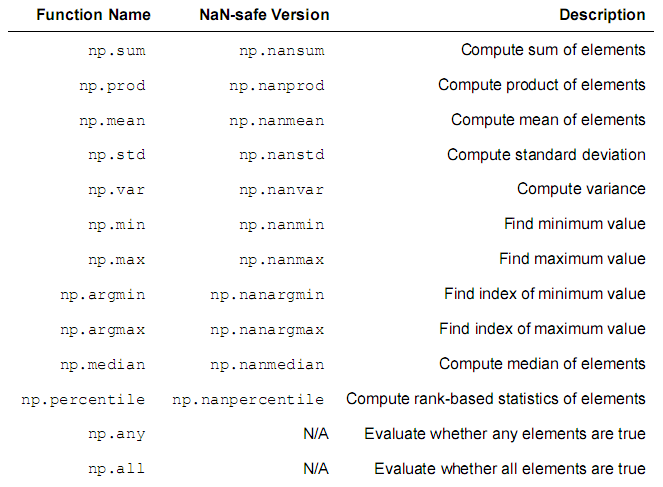 Function Name NaN-safe Version Description
np.sum np.nansum Compute sum of elements
np.prod np.nanprod Compute product of elements
np.mean np.nanmean Compute mean of elements
np.std np.nanstd Compute standard deviation
np.var np.nanvar Compute variance
np.min np.nanmin Find minimum value
np.max np.nanmax Find maximum value
np.argmin np.nanargmin Find index of minimum value
np.argmax np.nanargmax Find index of maximum value
np.median np.nanmedian Compute median of elements
np.percentile np.nanpercentile Compute rank-based statistics of elements
np.any N/A Evaluate whether any elements are true
np.all N/A Evaluate whether all elements are true